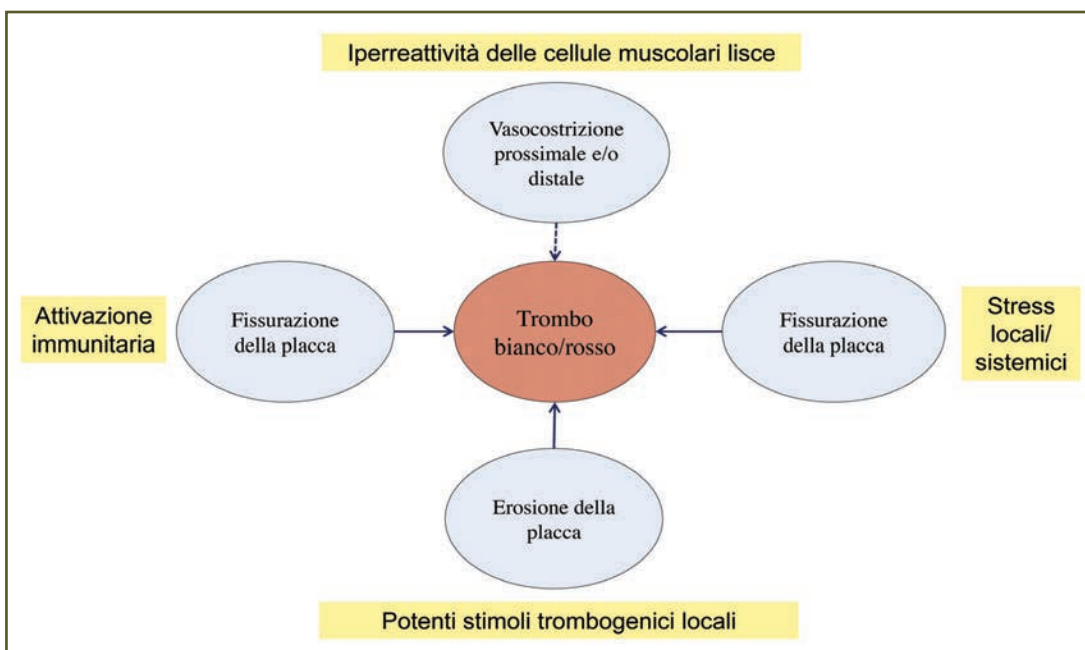 Iperreattività delle cellule muscolari lisce
Vasocostrizione
prossimale e/o
distale
Attivazione
immunitaria
Fissurazione
della placca
Trombo
bianco/rosso
Fissurazione
della placca
Stress
locali/
sistemici
Erosione della
placca
Potenti stimoli trombogenici locali